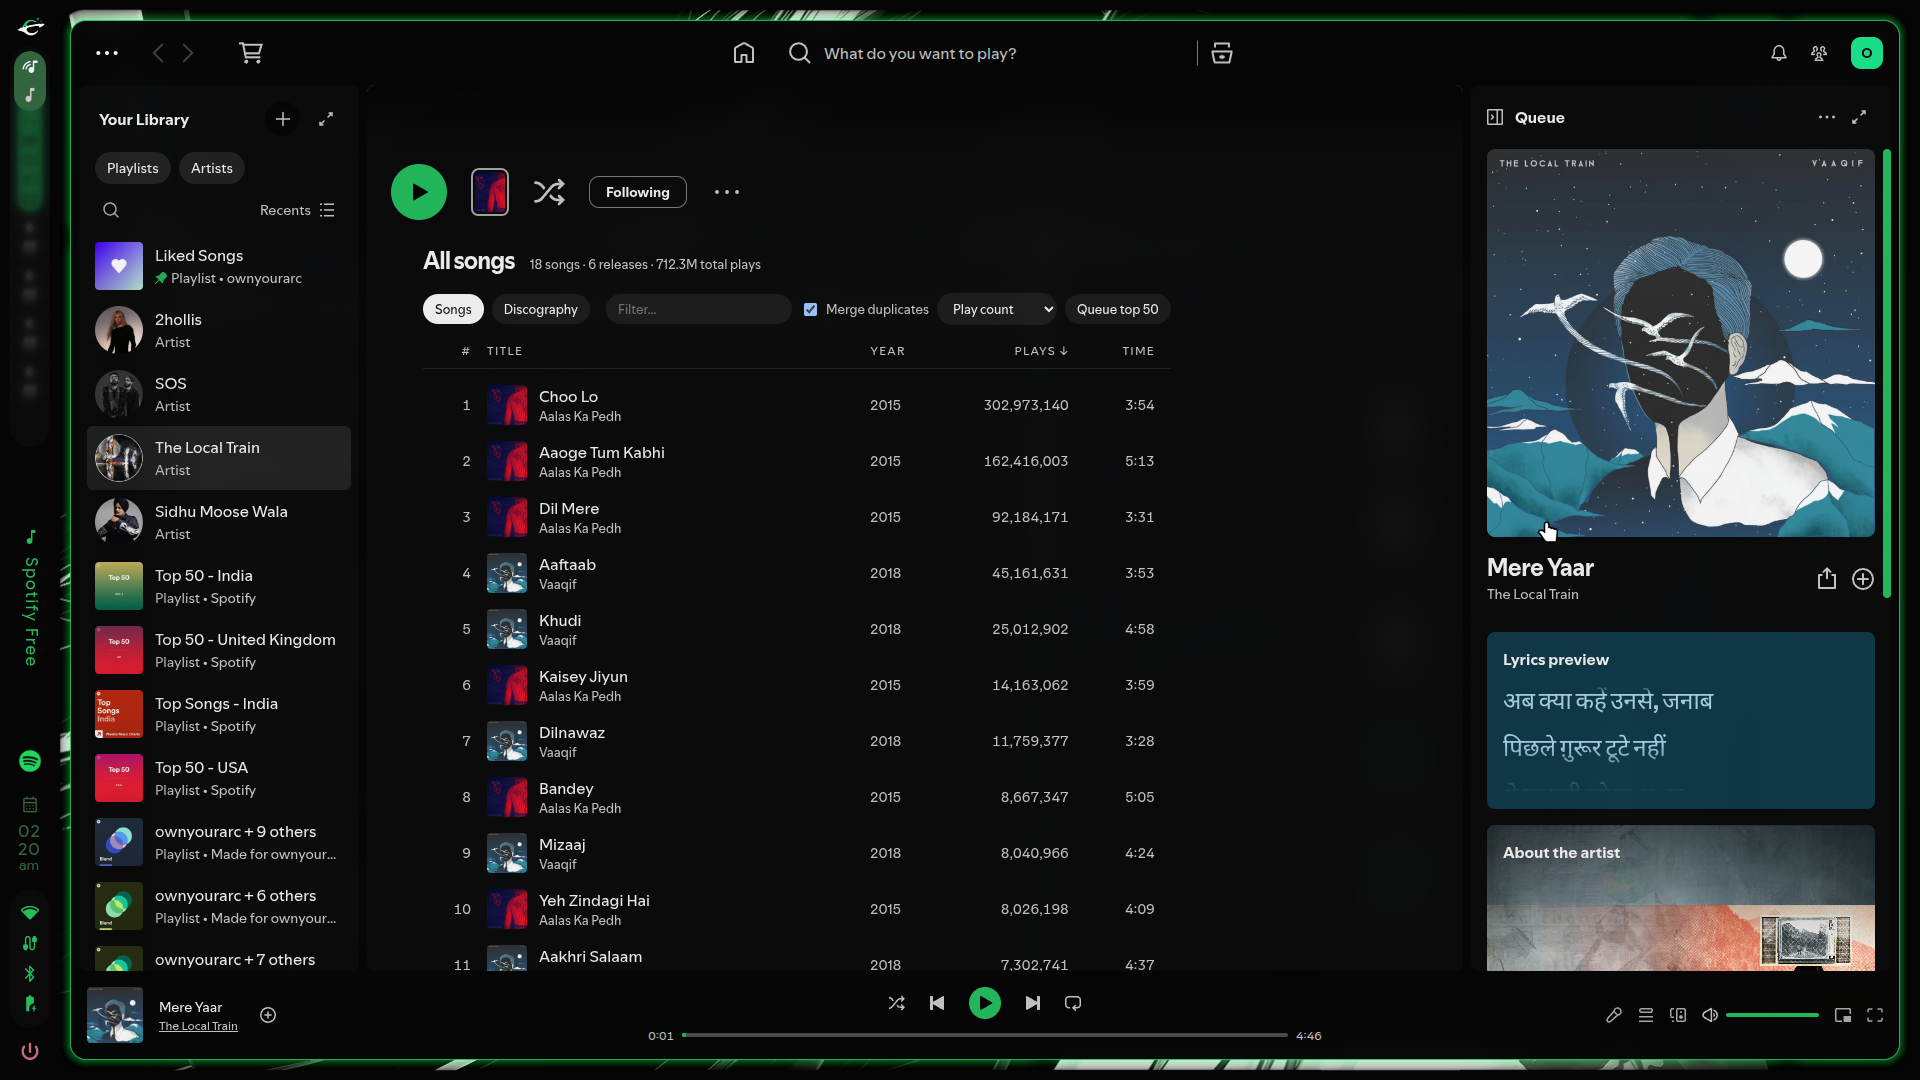 What do you want to play?
O
Your Library
Playlists
Artists
Recents
Liked Songs
Playlist • ownyourarc
2hollis
Artist
SOS
Artist
The Local Train
Artist
Sidhu Moose Wala
Artist
Top 50 - India
Playlist • Spotify
Top 50 - United Kingdom
Playlist • Spotify
Top Songs - India
Playlist • Spotify
Top 50 - USA
Playlist • Spotify
ownyourarc + 9 others
Playlist • Made for ownyour...
ownyourarc + 6 others
Playlist • Made for ownyour...
ownyourarc + 7 others
Top 50
Top 50
Top
Songs
India
Top 50
Blend
Blend
Spotify Free
02
20
am
Following
All songs
18 songs · 6 releases · 712.3M total plays
Songs
Discography
Filter...
Merge duplicates
Play count
Queue top 50
# TITLE YEAR PLAYS ↓ TIME
1 Choo Lo 2015 302,973,140 3:54
Aalas Ka Pedh
2 Aaoge Tum Kabhi 2015 162,416,003 5:13
Aalas Ka Pedh
3 Dil Mere 2015 92,184,171 3:31
Aalas Ka Pedh
4 Aaftaab 2018 45,161,631 3:53
Vaaqif
5 Khudi 2018 25,012,902 4:58
Vaaqif
6 Kaisey Jiyun 2015 14,163,062 3:59
Aalas Ka Pedh
7 Dilnawaz 2018 11,759,377 3:28
Vaaqif
8 Bandey 2015 8,667,347 5:05
Aalas Ka Pedh
9 Mizaaj 2018 8,040,966 4:24
Vaaqif
10 Yeh Zindagi Hai 2015 8,026,198 4:09
Aalas Ka Pedh
11 Aakhri Salaam 2018 7,302,741 4:37
Queue
THE LOCAL TRAIN
VAAQIF
Mere Yaar
The Local Train
Lyrics preview
अब क्या कहें उनसे, जनाब
पिछले ग़ुरूर टूटे नहीं
About the artist
Mere Yaar
The Local Train
0:01
4:46